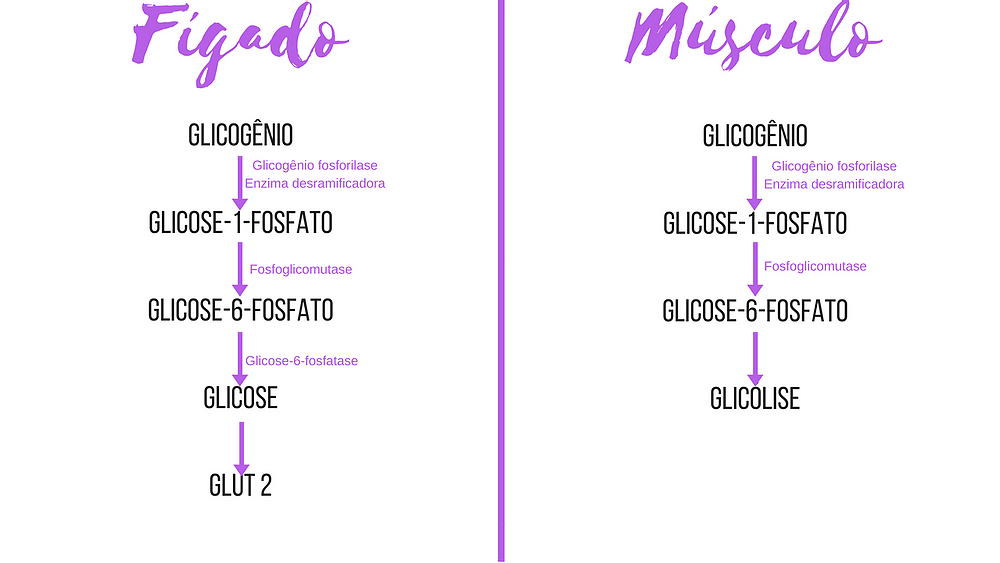 Fígado
GLICOGÊNIO
Glicogênio fosforilase
Enzima desramificadora
GLICOSE-1-FOSFATO
Fosfoglicomutase
GLICOSE-6-FOSFATO
Glicose-6-fosfatase
GLICOSE
GLUT 2
Músculo
GLICOGÊNIO
Glicogênio fosforilase
Enzima desramificadora
GLICOSE-1-FOSFATO
Fosfoglicomutase
GLICOSE-6-FOSFATO
GLICÓLISE